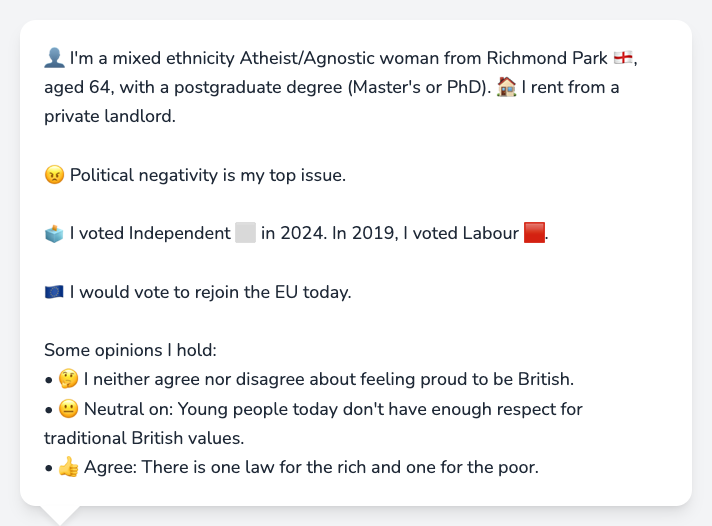 👤 I'm a mixed ethnicity Atheist/Agnostic woman from Richmond Park 🏴󠁧󠁢󠁥󠁮󠁧󠁿,
aged 64, with a postgraduate degree (Master's or PhD). 🏠 I rent from a
private landlord.
😠 Political negativity is my top issue.
🗳️ I voted Independent ⬜ in 2024. In 2019, I voted Labour 🟥.
🇪🇺 I would vote to rejoin the EU today.
Some opinions I hold:
• 🤔 I neither agree nor disagree about feeling proud to be British.
• 😐 Neutral on: Young people today don't have enough respect for
traditional British values.
• 👍 Agree: There is one law for the rich and one for the poor.